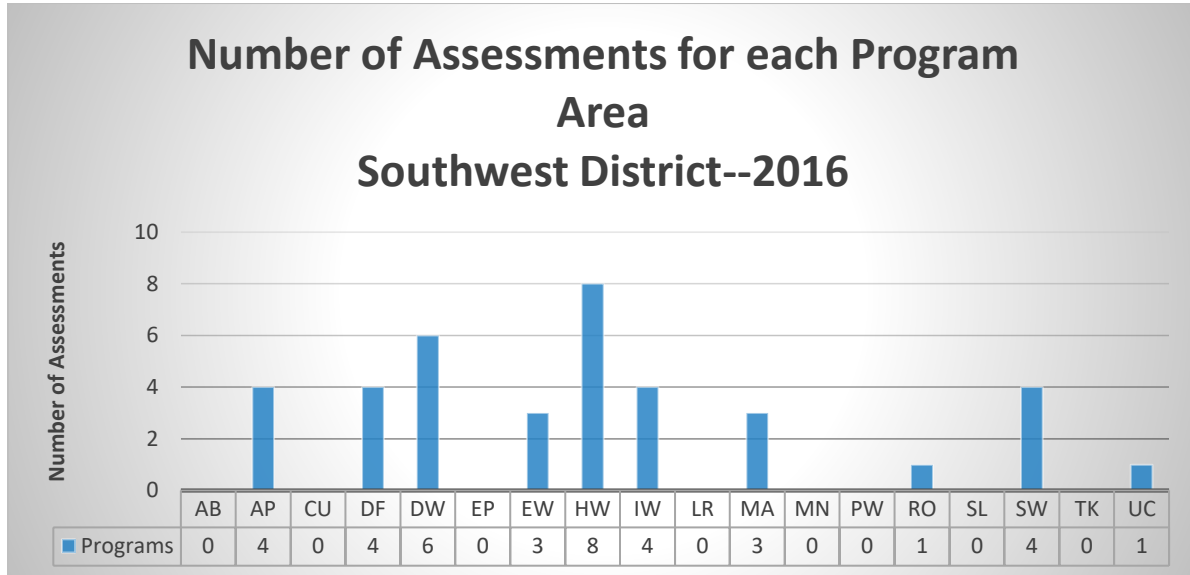 Number of Assessments for each Program
Area
Southwest District--2016
Number of Assessments
10
8
6
4
2
0
AB AP CU DF DW EP EW HW IW LR MA MN PW RO SL SW TK UC
Programs 0 4 0 4 6 0 3 8 4 0 3 0 0 1 0 4 0 1